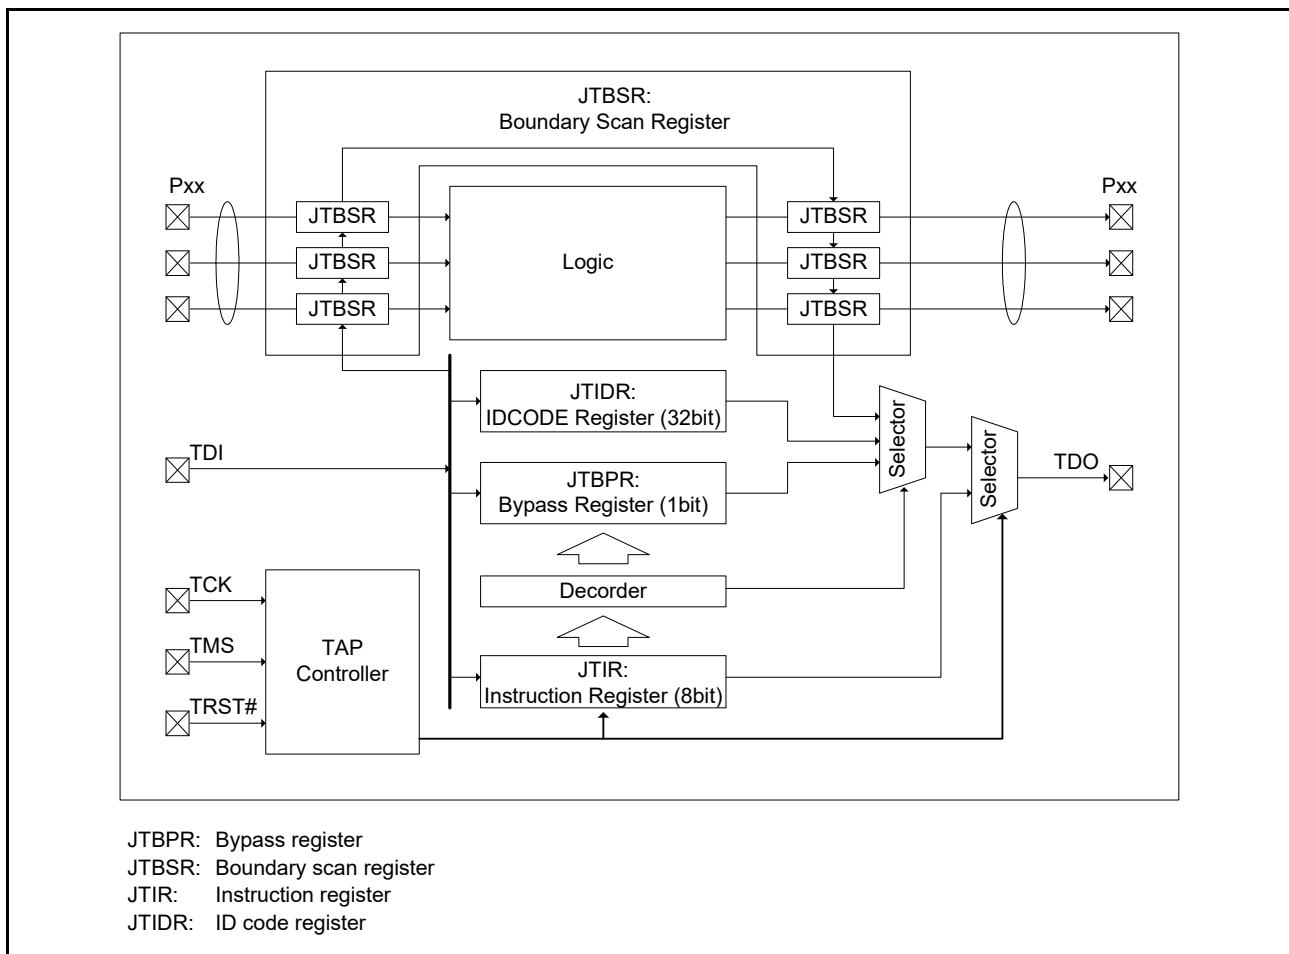 JTBSR:
Boundary Scan Register
Pxx
Pxx
JTBSR
JTBSR
JTBSR
JTBSR
Logic
JTBSR
JTBSR
JTIDR:
IDCODE Register (32bit)
Selector
Selector
TDI
TDO
JTBPR:
Bypass Register (1bit)
TCK
Decorder
TMS
TAP
Controller
JTIR:
Instruction Register (8bit)
TRST#
JTBPR: Bypass register
JTBSR: Boundary scan register
JTIR: Instruction register
JTIDR: ID code register